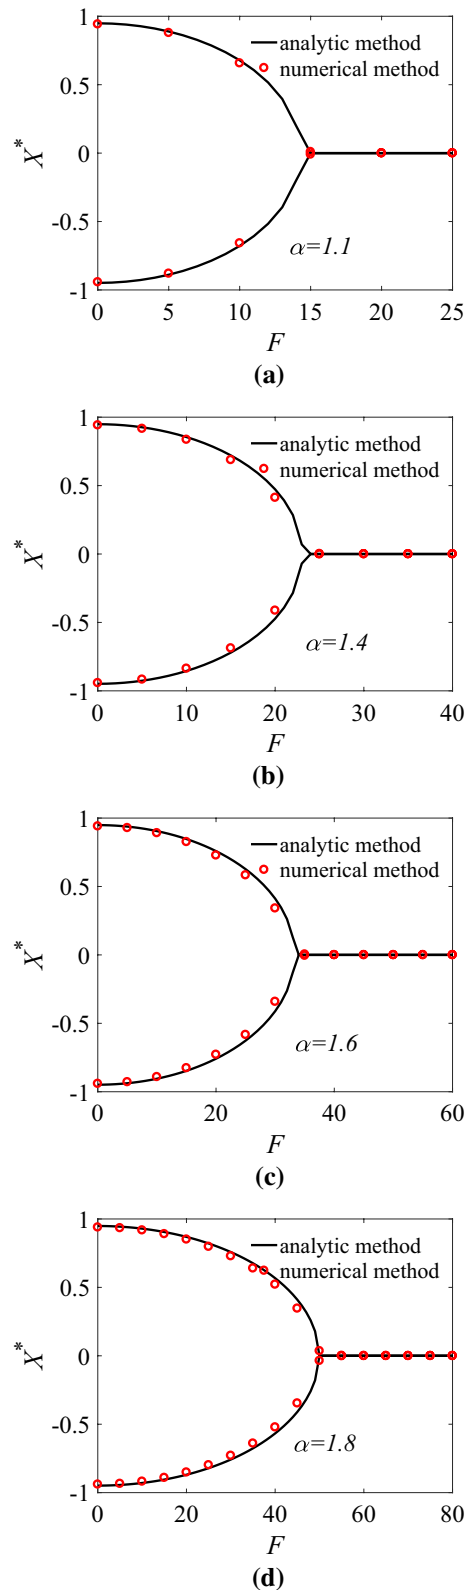 1
analytic method
numerical method
0.5
X*
0
-0.5
α=1.1
-1
0 5 10 15 20 25
F
(a)
1
analytic method
numerical method
0.5
X*
0
-0.5
α=1.4
-1
0 10 20 30 40
F
(b)
1
analytic method
numerical method
0.5
X*
0
-0.5
α=1.6
-1
0 20 40 60
F
(c)
1
analytic method
numerical method
0.5
X*
0
-0.5
α=1.8
-1
0 20 40 60 80
F
(d)